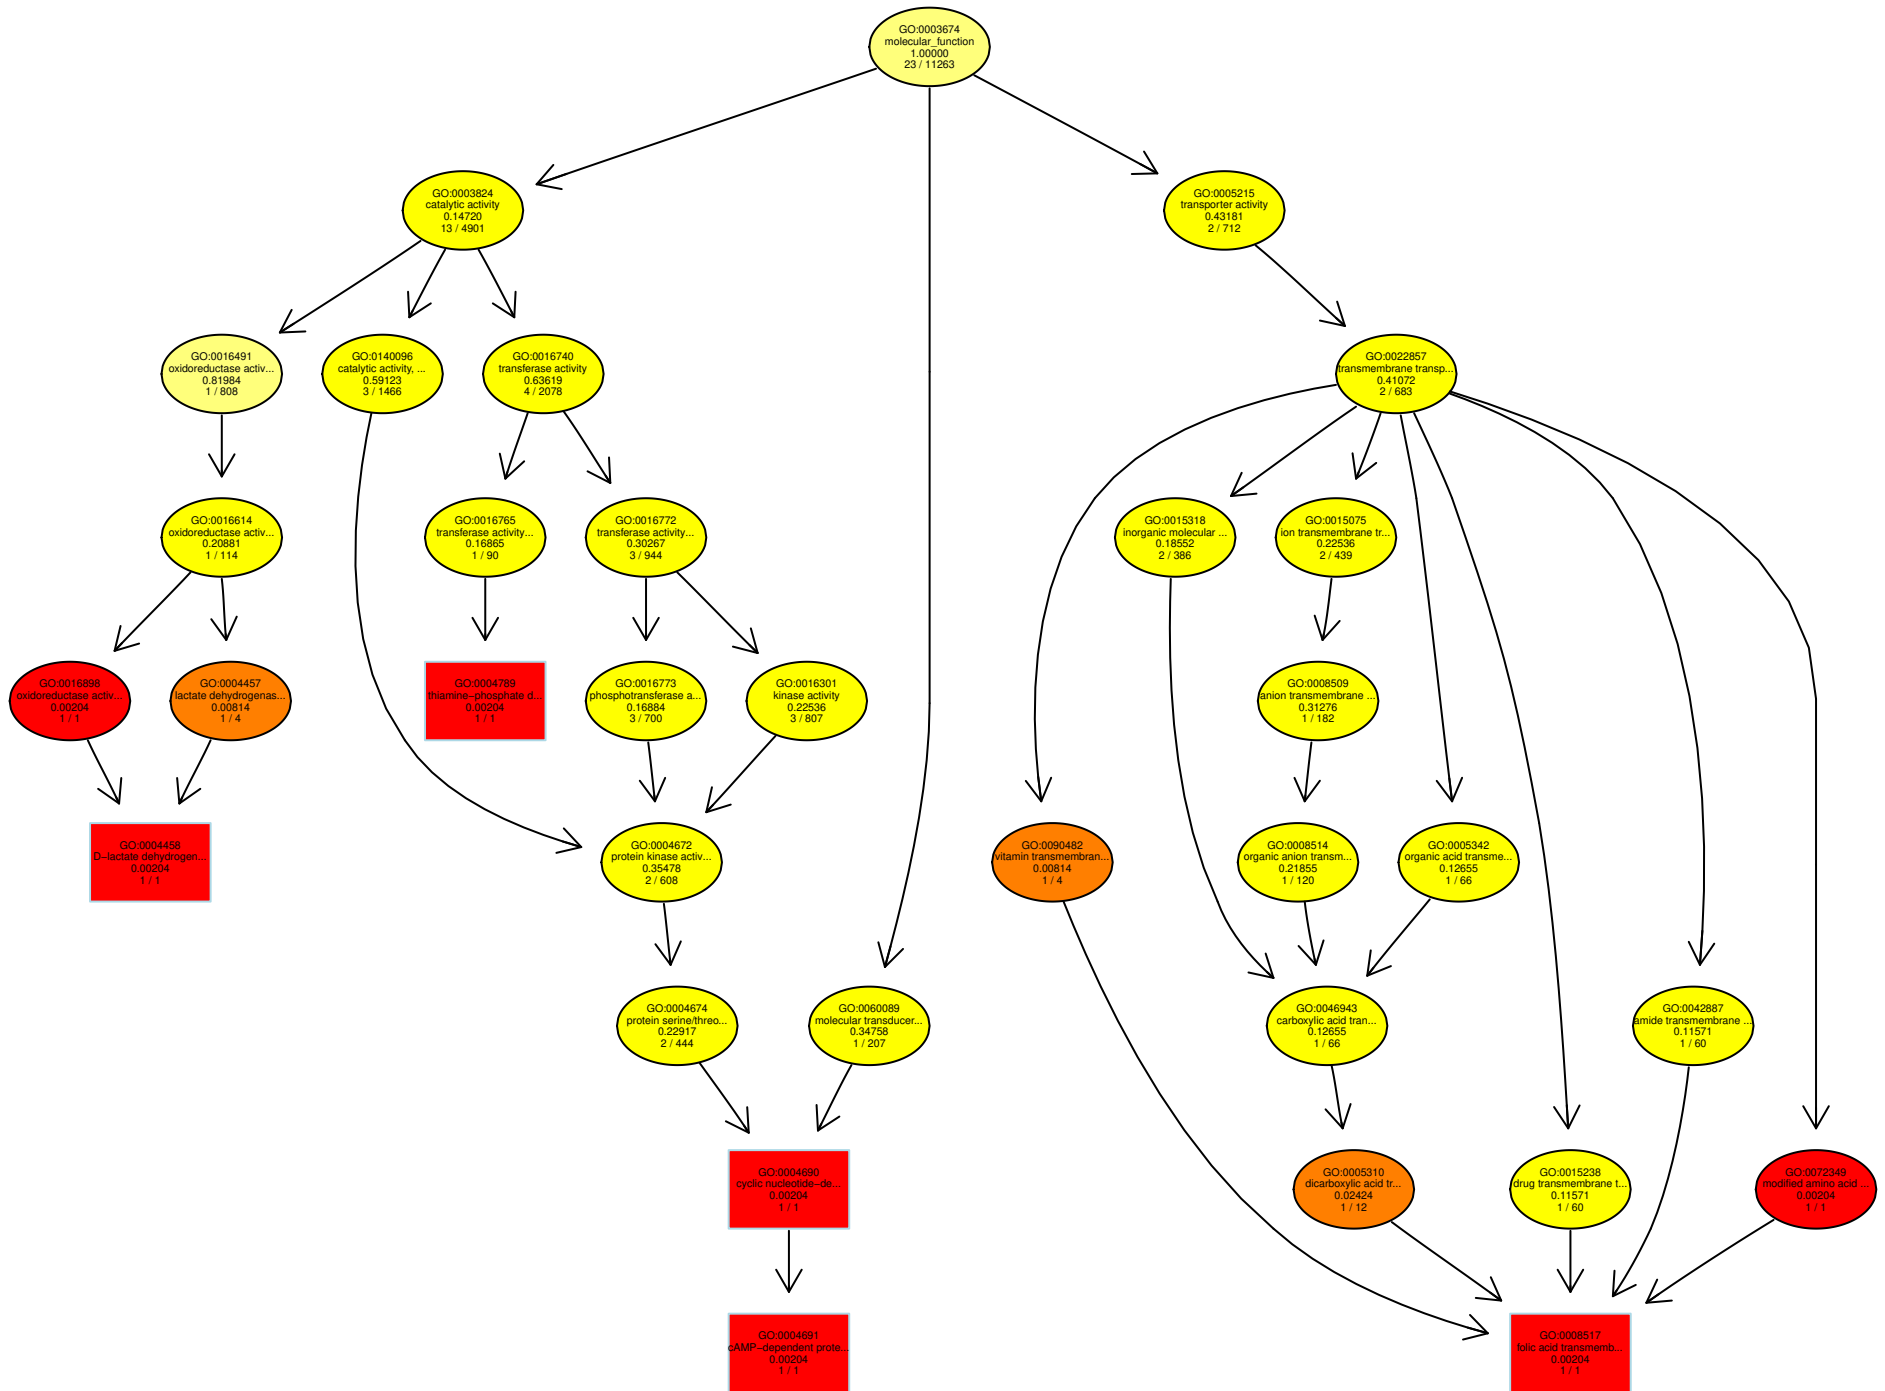 GO:0003674
molecular_function
1.00000
23 / 11263
GO:0003824
catalytic activity
0.14720
13 / 4901
GO:0005215
transporter activity
0.43181
2 / 712
GO:0016491
oxidoreductase activ...
0.81984
1 / 808
GO:0140096
catalytic activity, ...
0.59123
3 / 1466
GO:0016740
transferase activity
0.63619
4 / 2078
GO:0022857
transmembrane transp...
0.41072
2 / 683
GO:0016614
oxidoreductase activ...
0.20881
1 / 114
GO:0016765
transferase activity...
0.16865
1 / 90
GO:0016772
transferase activity...
0.30267
3 / 944
GO:0015318
inorganic molecular ...
0.18552
2 / 386
GO:0015075
ion transmembrane tr...
0.22536
2 / 439
GO:0016898
oxidoreductase activ...
0.00204
1 / 1
GO:0004457
lactate dehydrogenas...
0.00814
1 / 4
GO:0004789
thiamine−phosphate d...
0.00204
1 / 1
GO:0016773
phosphotransferase a...
0.16884
3 / 700
GO:0016301
kinase activity
0.22536
3 / 807
GO:0008509
anion transmembrane ...
0.31276
1 / 182
GO:0004458
D−lactate dehydrogen...
0.00204
1 / 1
GO:0004672
protein kinase activ...
0.35478
2 / 608
GO:0090482
vitamin transmembran...
0.00814
1 / 4
GO:0008514
organic anion transm...
0.21855
1 / 120
GO:0005342
organic acid transme...
0.12655
1 / 66
GO:0004674
protein serine/threo...
0.22917
2 / 444
GO:0060089
molecular transducer...
0.34758
1 / 207
GO:0046943
carboxylic acid tran...
0.12655
1 / 66
GO:0042887
amide transmembrane ...
0.11571
1 / 60
GO:0004690
cyclic nucleotide−de...
0.00204
1 / 1
GO:0005310
dicarboxylic acid tr...
0.02424
1 / 12
GO:0015238
drug transmembrane t...
0.11571
1 / 60
GO:0072349
modified amino acid ...
0.00204
1 / 1
GO:0004691
cAMP−dependent prote...
0.00204
1 / 1
GO:0008517
folic acid transmemb...
0.00204
1 / 1